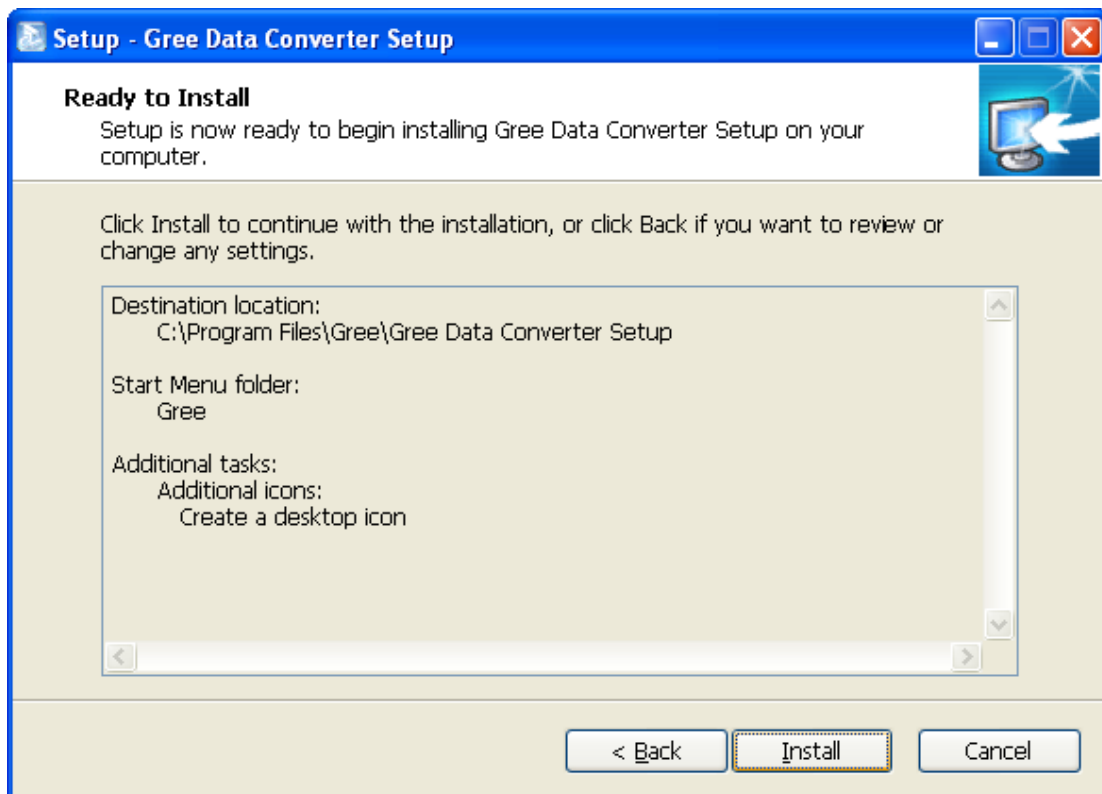 Setup - Gree Data Converter Setup
Ready to Install
Setup is now ready to begin installing Gree Data Converter Setup on your
computer.
Click Install to continue with the installation, or click Back if you want to review or
change any settings.
Destination location:
C:\Program Files\Gree\Gree Data Converter Setup
Start Menu folder:
Gree
Additional tasks:
Additional icons:
Create a desktop icon
< Back
Install
Cancel